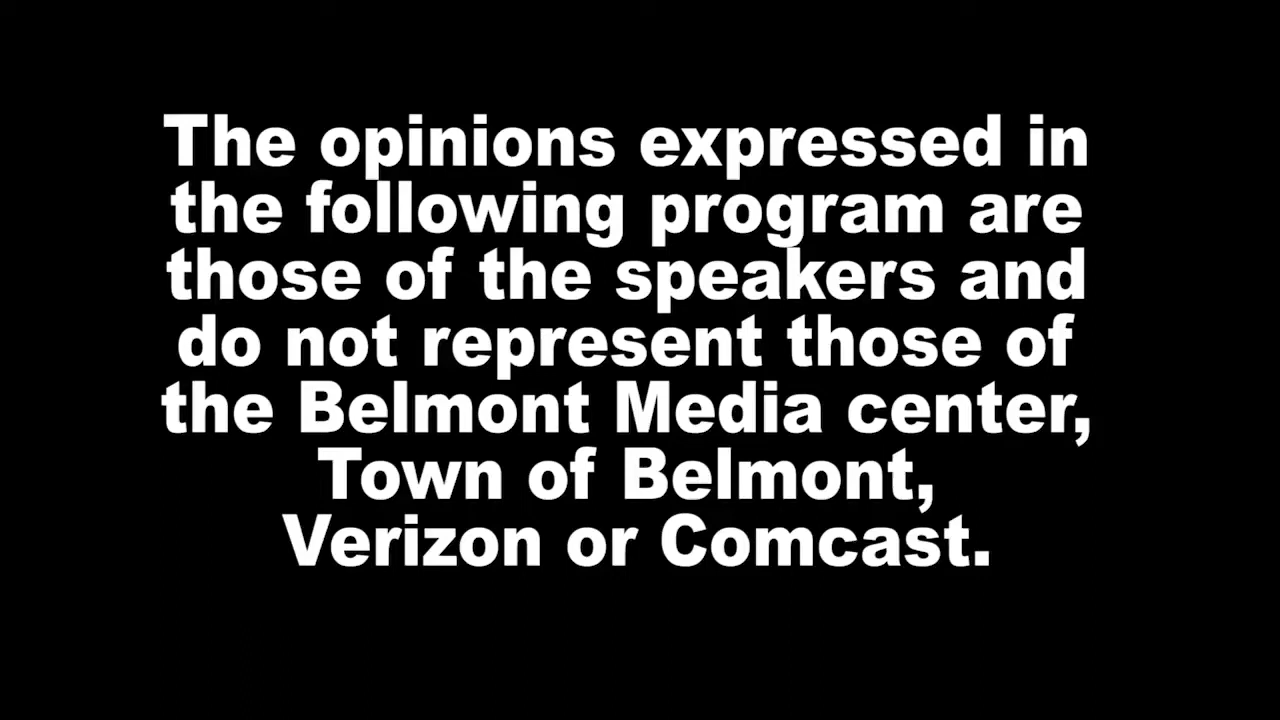 The opinions expressed in
the following program are
those of the speakers and
do not represent those of
the Belmont Media center,
Town of Belmont,
Verizon or Comcast.